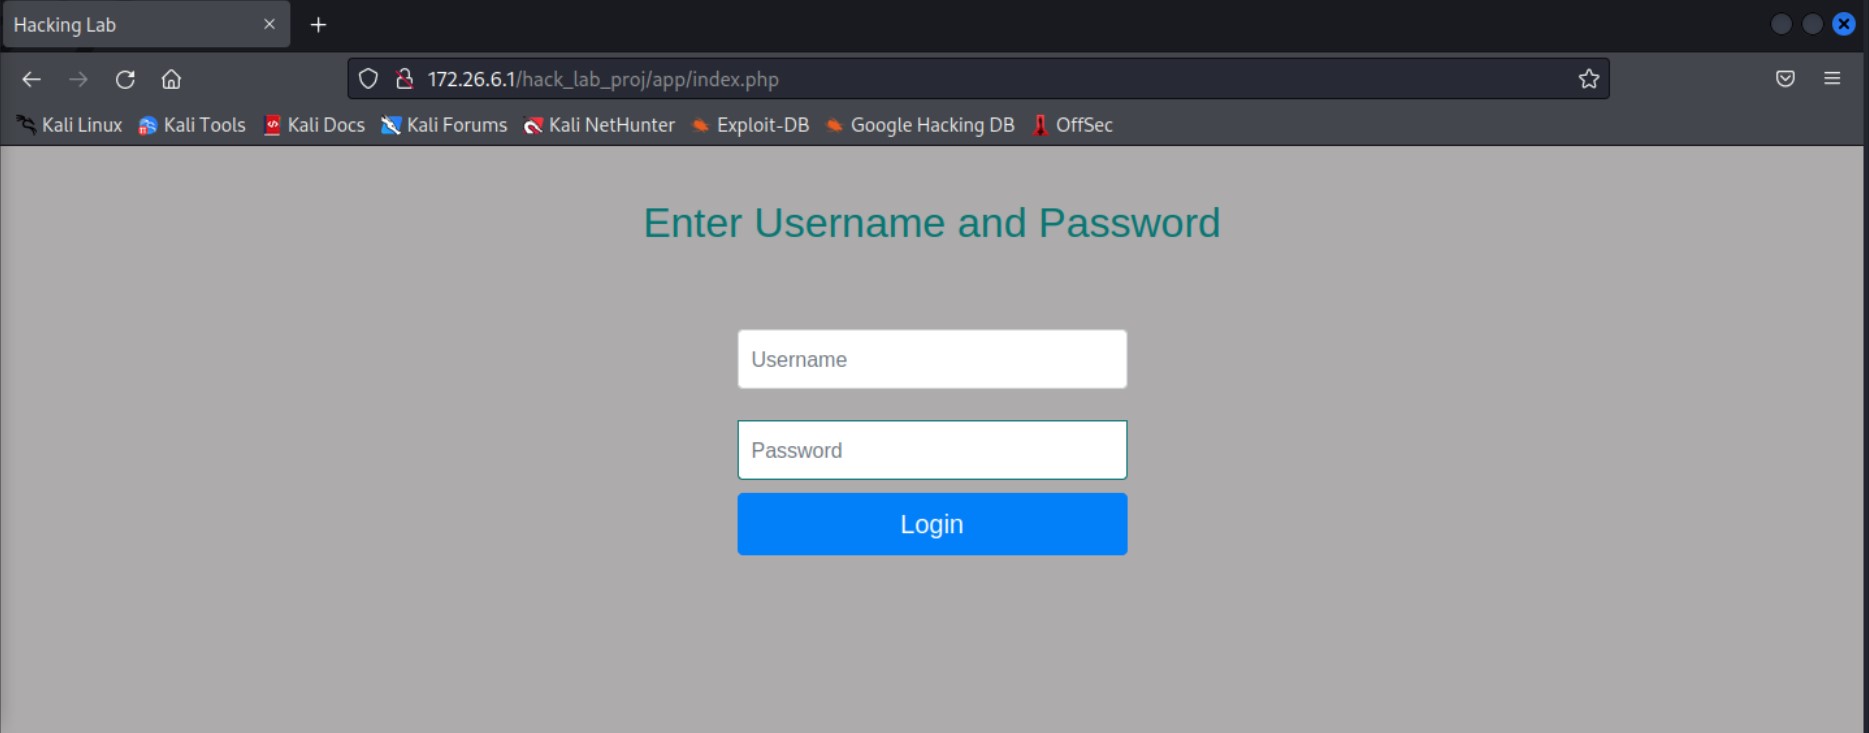 Hacking Lab
172.26.6.1/hack_lab_proj/app/index.php
Kali Linux Kali Tools Kali Docs Kali Forums Kali NetHunter Exploit-DB Google Hacking DB OffSec
Enter Username and Password
Username
Password
Login